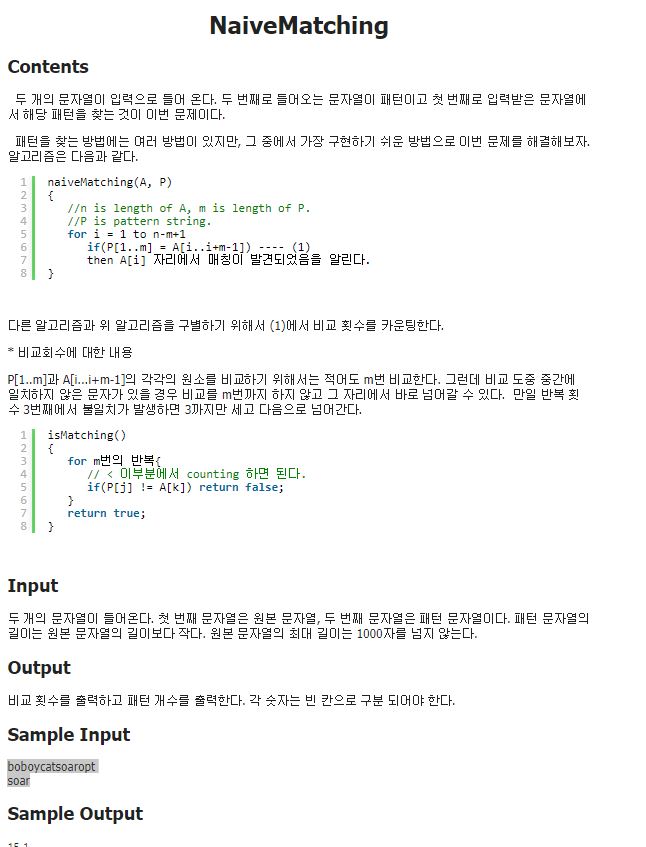 NaiveMatching
Contents
두 개의 문자열이 입력으로 들어 온다. 두 번째로 들어오는 문자열이 패턴이고 첫 번째로 입력받은 문자열에
서 해당 패턴을 찾는 것이 이번 문제이다.
패턴을 찾는 방법에는 여러 방법이 있지만, 그 중에서 가장 구현하기 쉬운 방법으로 이번 문제를 해결해보자.
알고리즘은 다음과 같다.
1 naiveMatching(A, P)
2 {
3 //n is length of A, m is length of P.
4 //P is pattern string.
5 for i = 1 to n-m+1
6 if(P[1..m] = A[i..i+m-1]) ---- (1)
7 then A[i] 자리에서 매칭이 발견되었음을 알린다.
8 }
다른 알고리즘과 위 알고리즘을 구별하기 위해서 (1)에서 비교 횟수를 카운팅한다.
* 비교회수에 대한 내용
P[1..m]과 A[i...i+m-1]의 각각의 원소를 비교하기 위해서는 적어도 m번 비교한다. 그런데 비교 도중 중간에
일치하지 않은 문자가 있을 경우 비교를 m번까지 하지 않고 그 자리에서 바로 넘어갈 수 있다. 만일 반복 횟
수 3번째에서 불일치가 발생하면 3까지만 세고 다음으로 넘어간다.
1 isMatching()
2 {
3 for m번의 반복{
4 // < 이부분에서 counting 하면 된다.
5 if(P[j] != A[k]) return false;
6 }
7 return true;
8 }
Input
두 개의 문자열이 들어온다. 첫 번째 문자열은 원본 문자열, 두 번째 문자열은 패턴 문자열이다. 패턴 문자열의
길이는 원본 문자열의 길이보다 작다. 원본 문자열의 최대 길이는 1000자를 넘지 않는다.
Output
비교 횟수를 출력하고 패턴 개수를 출력한다. 각 숫자는 빈 칸으로 구분 되어야 한다.
Sample Input
boboycatsoaropt
soar
Sample Output
15 1